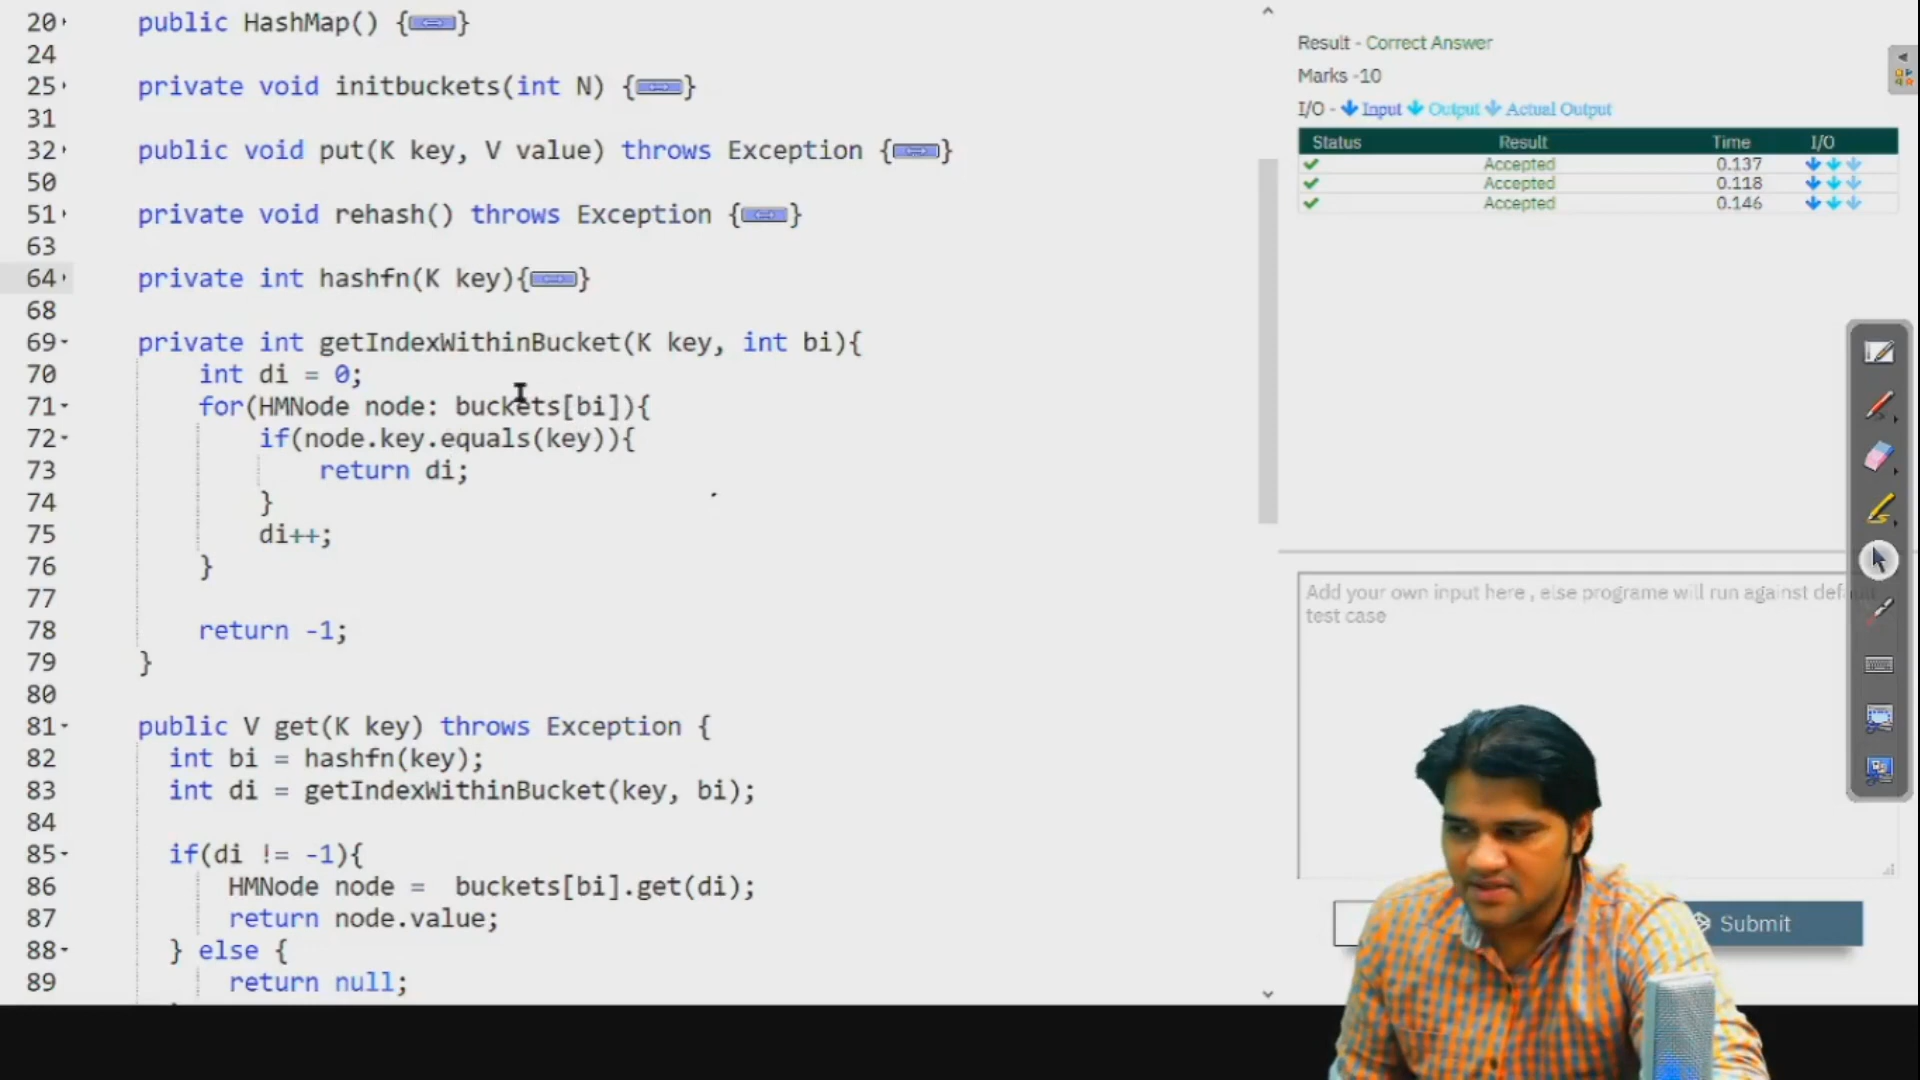 20 public HashMap() {}
24
25 private void initbuckets(int N) {}
31
32 public void put(K key, V value) throws Exception {}
50
51 private void rehash() throws Exception {}
63
64 private int hashfn(K key){}
68
69 private int getIndexWithinBucket(K key, int bi){
70 int di = 0;
71 for(HMNode node: buckets[bi]){
72 if(node.key.equals(key)){
73 return di;
74 }
75 di++;
76 }
77
78 return -1;
79 }
80
81 public V get(K key) throws Exception {
82 int bi = hashfn(key);
83 int di = getIndexWithinBucket(key, bi);
84
85 if(di != -1){
86 HMNode node = buckets[bi].get(di);
87 return node.value;
88 } else {
89 return null;
Result - Correct Answer
Marks -10
I/O - Input Output Actual Output
Status Result Time I/O
Accepted 0.137
Accepted 0.118
Accepted 0.146
Add your own input here , else programe will run against
test case
Submit